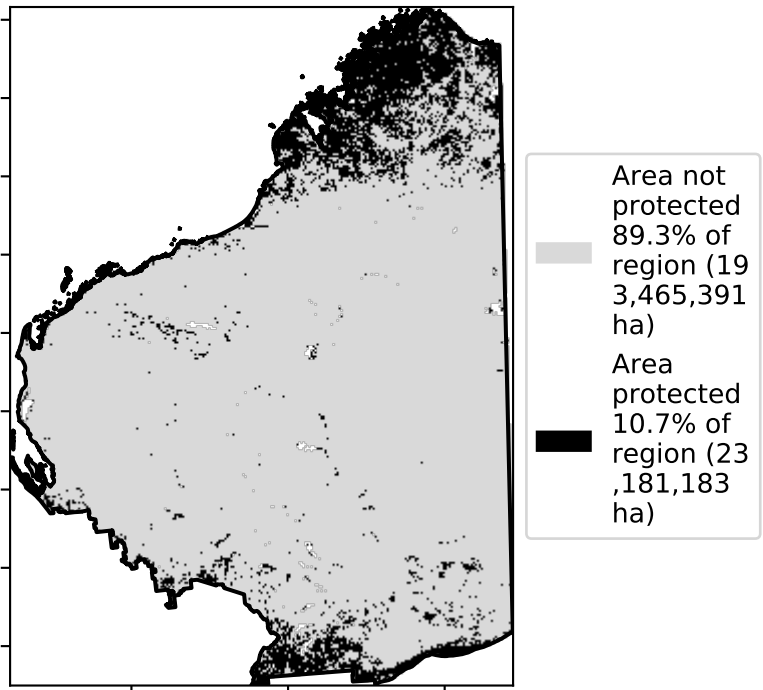 Area not
protected
89.3% of
region (19
3,465,391
ha)
Area
protected
10.7% of
region (23
,181,183
ha)